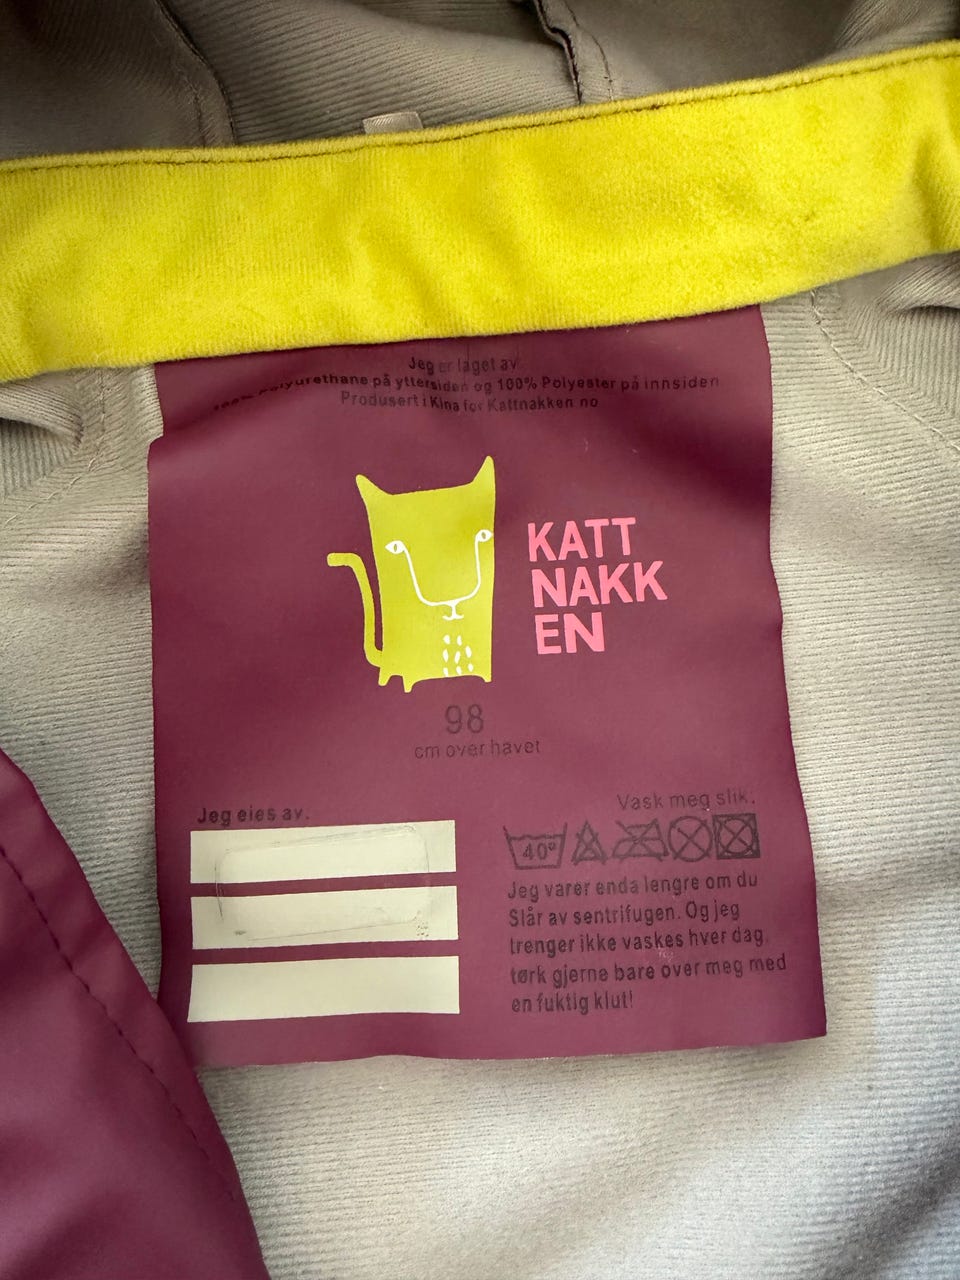 Jeg er laget av
100% Polyurethane på yttersiden og 100% Polyester på innsiden
Produsert i Kina for Kattnakken no
KATT
NAKK
EN
98
cm over havet
Jeg eies av.
Vask meg slik.
40°
Jeg varer enda lengre om du
Slår av sentrifugen. Og jeg
trenger ikke vaskes hver dag.
tørk gjerne bare over meg med
en fuktig klut!